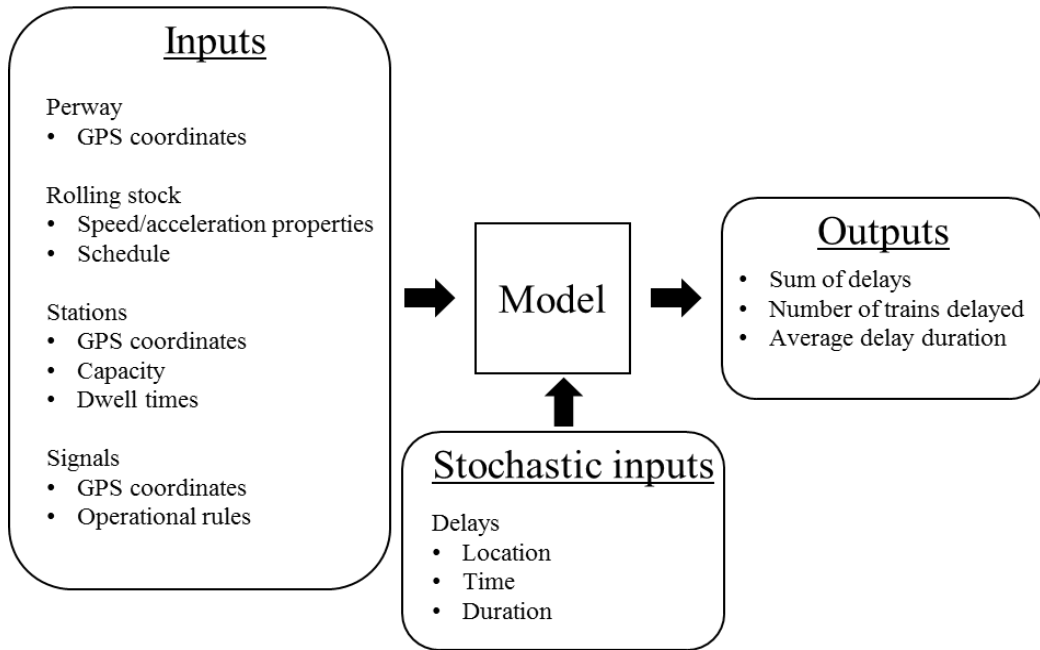 Inputs
Perway
• GPS coordinates
Rolling stock
• Speed/acceleration properties
• Schedule
Stations
• GPS coordinates
• Capacity
• Dwell times
Signals
• GPS coordinates
• Operational rules
Model
Stochastic inputs
Delays
• Location
• Time
• Duration
Outputs
• Sum of delays
• Number of trains delayed
• Average delay duration